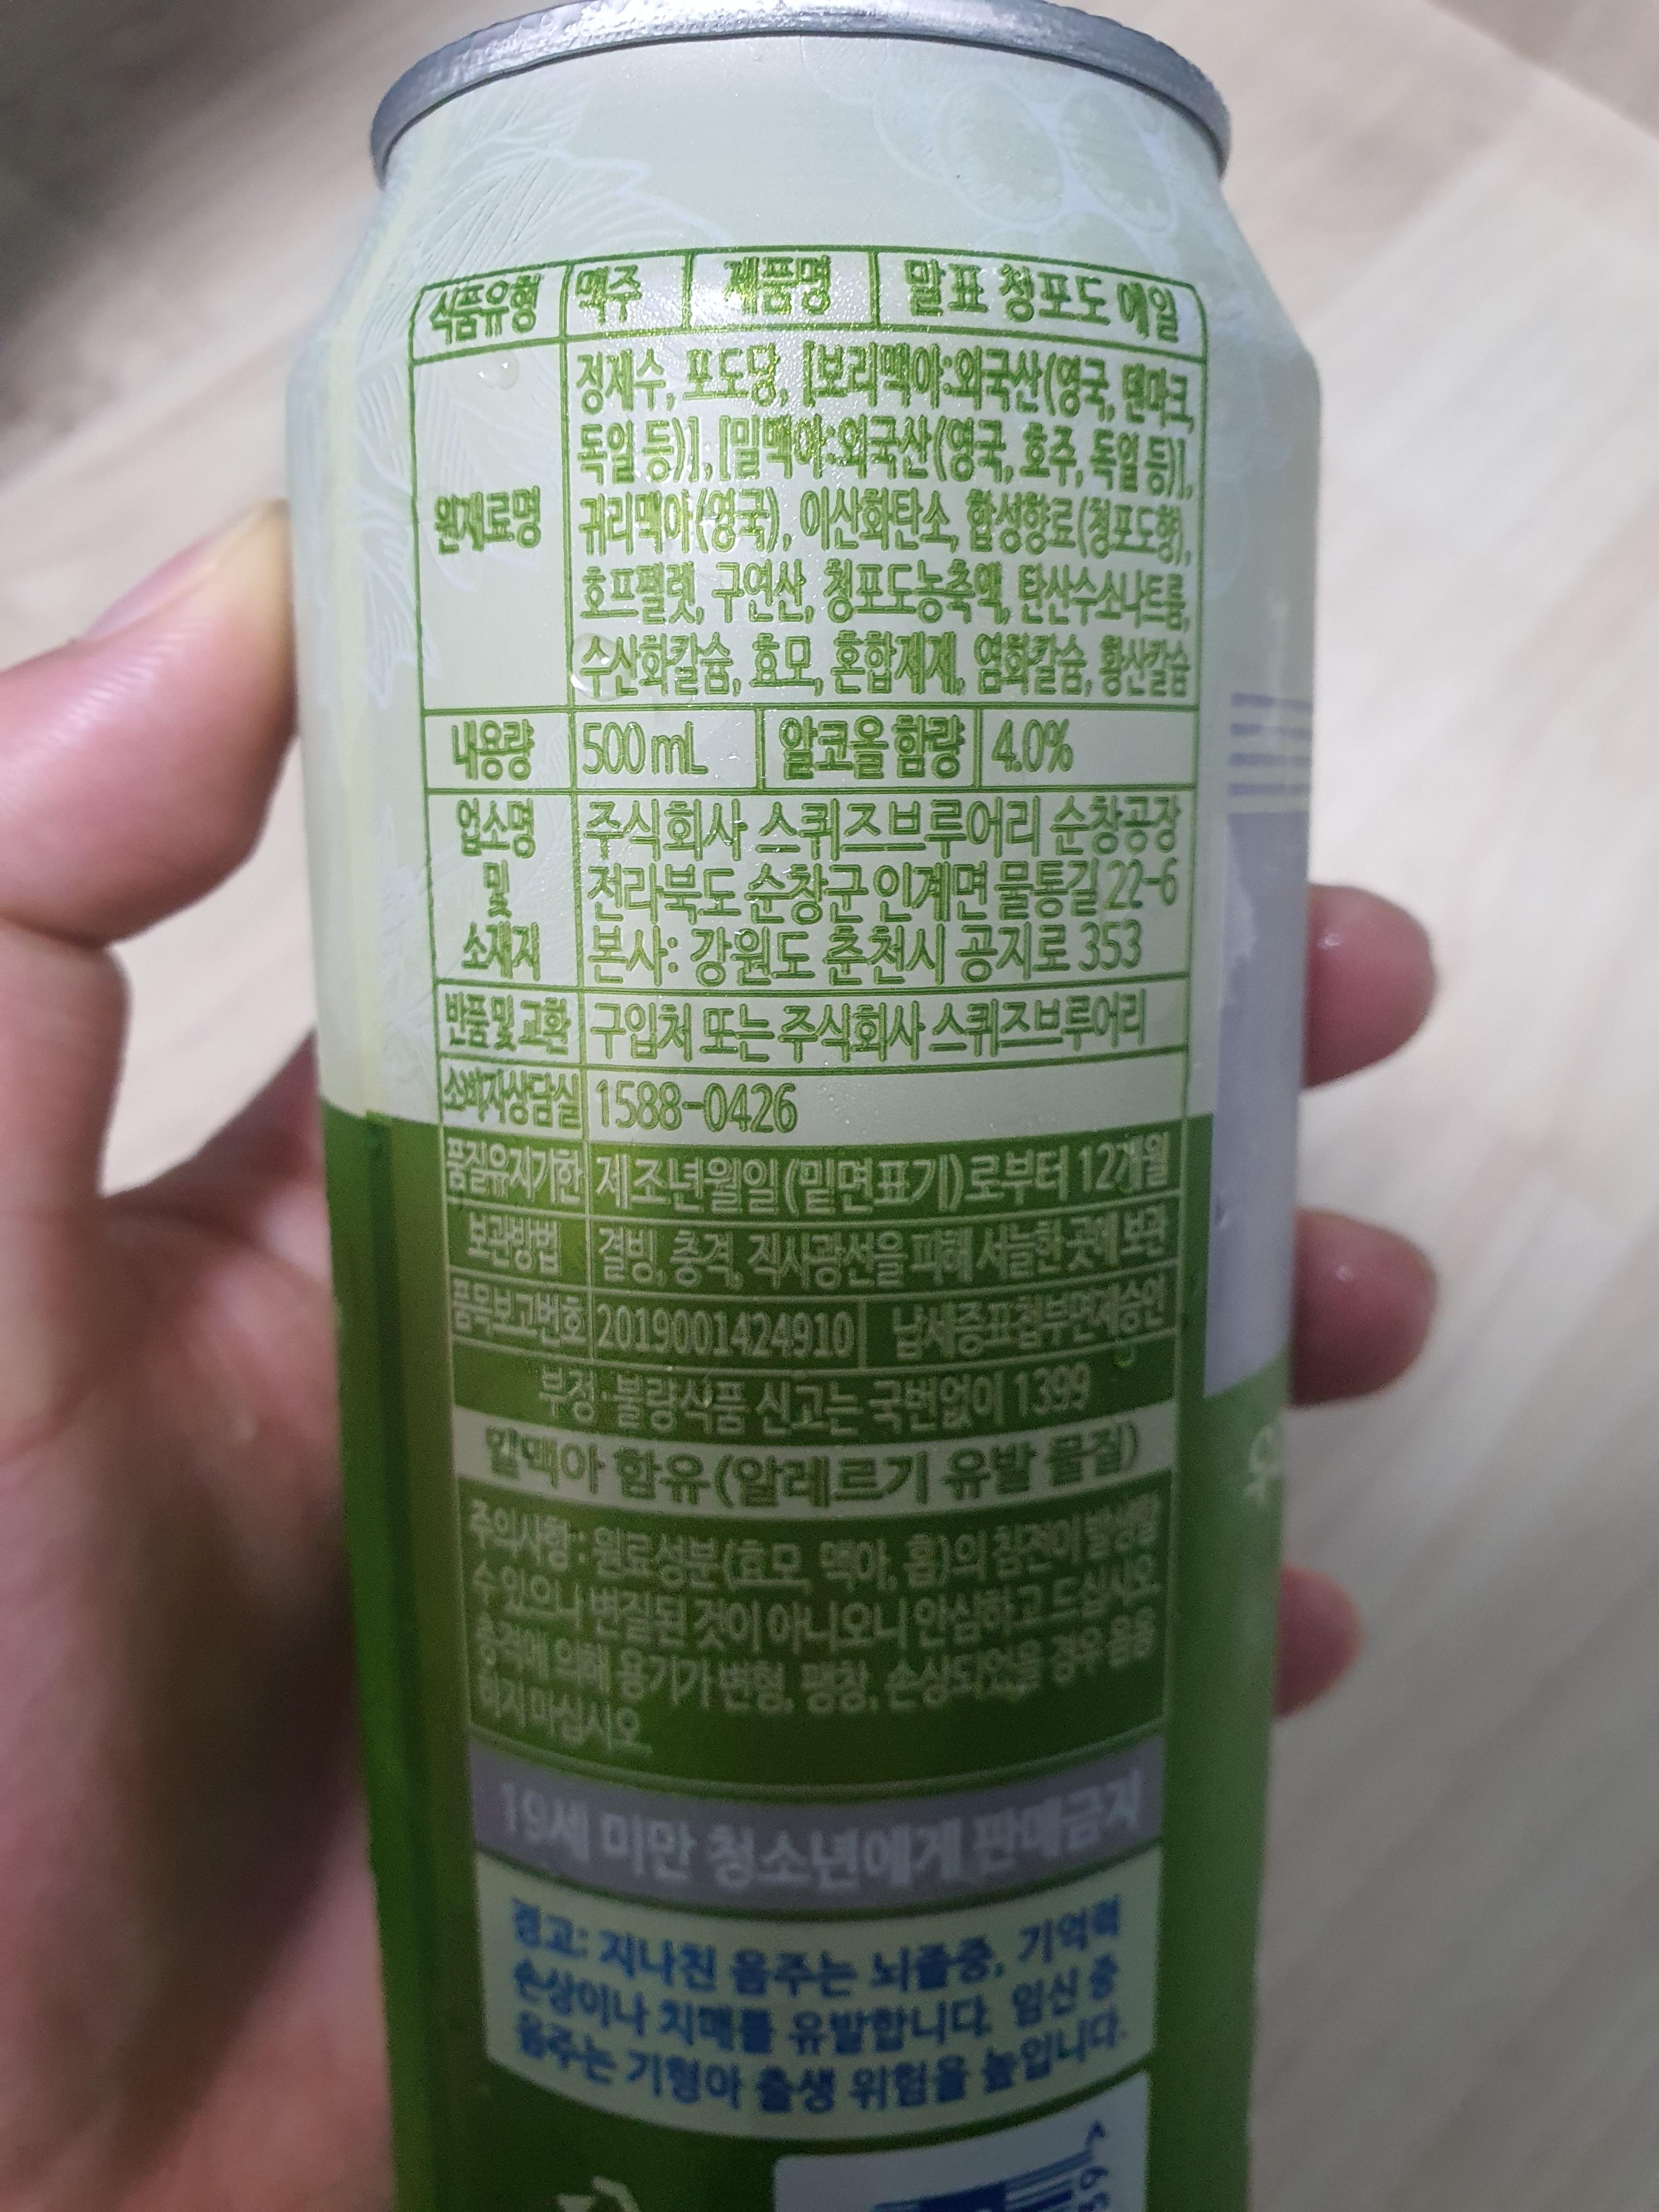 식품유형 맥주 제품명 말표 청포도 에일
원재료명
정제수, 포도당, [보리맥아:외국산(영국, 덴마크,
독일 등)], [밀맥아:외국산(영국, 호주, 독일 등)],
귀리맥아(영국), 이산화탄소, 합성향료(청포도향),
호프펠렛, 구연산, 청포도농축액, 탄산수소나트륨,
수산화칼슘, 효모, 혼합제제, 염화칼슘, 황산칼슘
내용량 500mL 알코올 함량 4.0%
업소명 주식회사 스퀴즈브루어리 순창공장
및 전라북도 순창군 인계면 물통길 22-6
소재지 본사: 강원도 춘천시 공지로 353
반품 및 교환 구입처 또는 주식회사 스퀴즈브루어리
소비자상담실 1588-0426
품질유지기한 제조년월일(밑면표기)로부터 12개월
보관방법 결빙, 충격, 직사광선을 피해 서늘한 곳에 보관
품목보고번호 2019001424910 납세증표첩부면제승인
부정·불량식품 신고는 국번없이 1399
밀맥아 함유(알레르기 유발 물질)
주의사항 : 원료성분(효모, 맥아, 홉)의 침전이 발생할
수 있으나 변질된 것이 아니오니 안심하고 드십시오
충격에 의해 용기가 변형, 팽창, 손상되었을 경우 음용
하지 마십시오.
19세 미만 청소년에게 판매금지
경고: 지나친 음주는 뇌졸중, 기억력
손상이나 치매를 유발합니다. 임신 중
음주는 기형아 출생 위험을 높입니다.